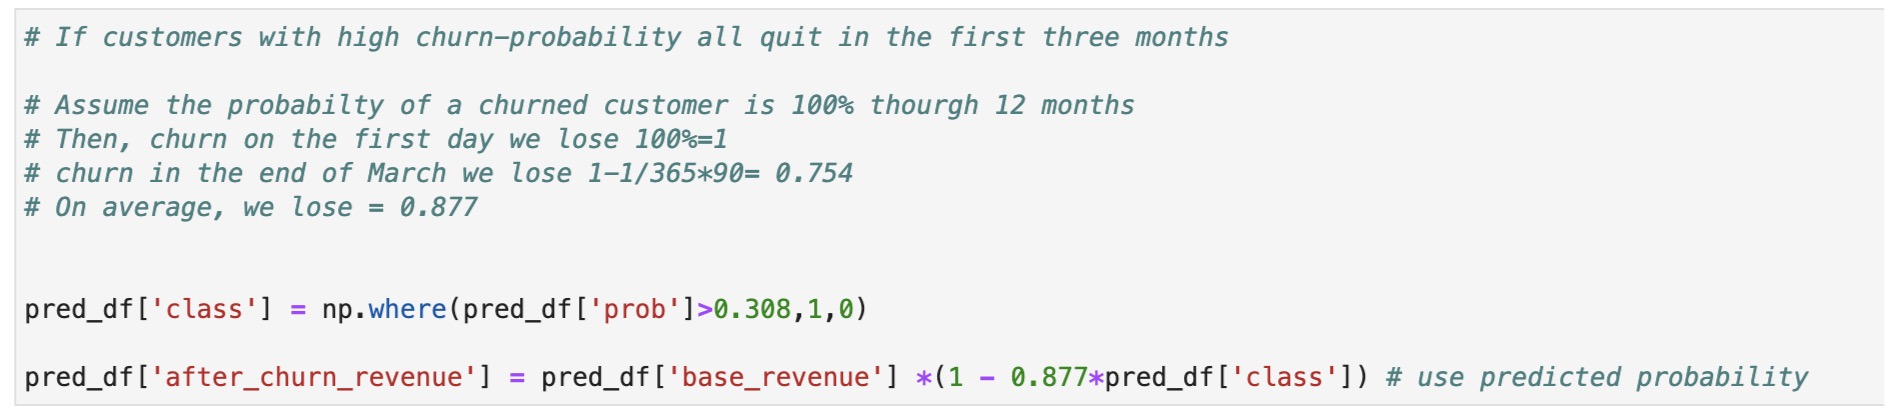 # If customers with high churn-probability all quit in the first three months
# Assume the probabilty of a churned customer is 100% thourgh 12 months
# Then, churn on the first day we lose 100%=1
# churn in the end of March we lose 1-1/365*90= 0.754
# On average, we lose = 0.877
pred_df['class'] = np.where(pred_df['prob']>0.308,1,0)
pred_df['after_churn_revenue'] = pred_df['base_revenue'] *(1 - 0.877*pred_df['class']) # use predicted probability